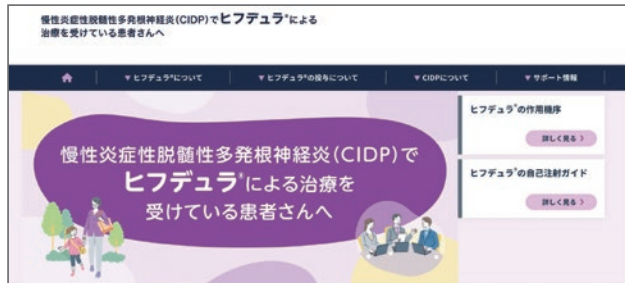 慢性炎症性脱髄性多発根神経炎(CIDP)でヒフデュラ®による
治療を受けている患者さんへ
▼ ヒフデュラ®について
▼ ヒフデュラ®の投与について
▼ CIDPについて
▼ サポート情報
慢性炎症性脱髄性多発根神経炎(CIDP)で
ヒフデュラ®による治療を
受けている患者さんへ
ヒフデュラ®の作用機序
詳しく見る >
ヒフデュラ®の自己注射ガイド
詳しく見る >